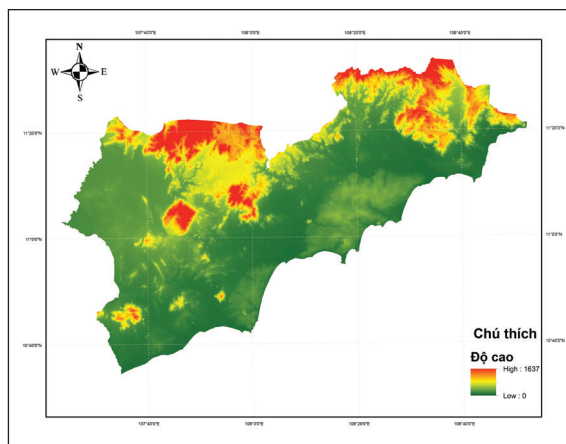 107°40'0"E 108°0'0"E 108°20'0"E 108°40'0"E
N
W E
S
11°20'0"N 11°20'0"N
11°0'0"N 11°0'0"N
Chú thích
Độ cao
High : 1637
Low : 0
10°40'0"N 10°40'0"N
107°40'0"E 108°0'0"E 108°20'0"E 108°40'0"E